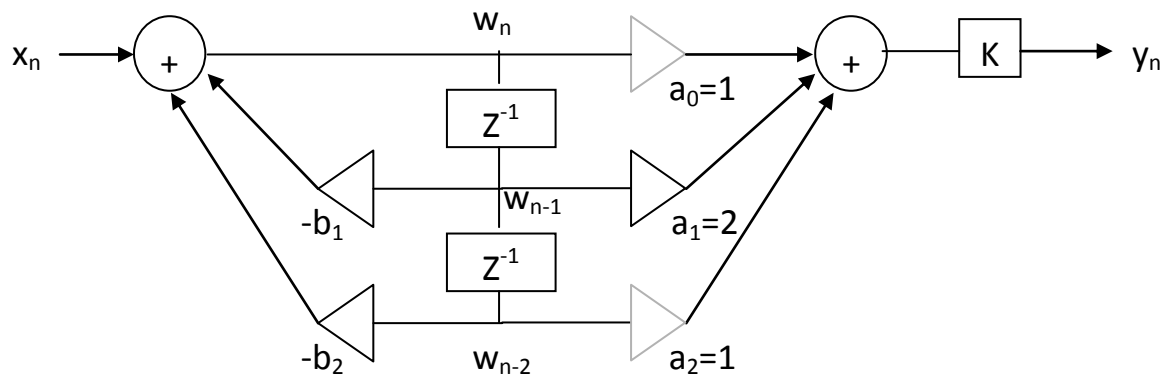 wₙ
xₙ + + K yₙ
a₀=1
Z⁻¹
wₙ₋₁
-b₁ a₁=2
Z⁻¹
-b₂ wₙ₋₂ a₂=1